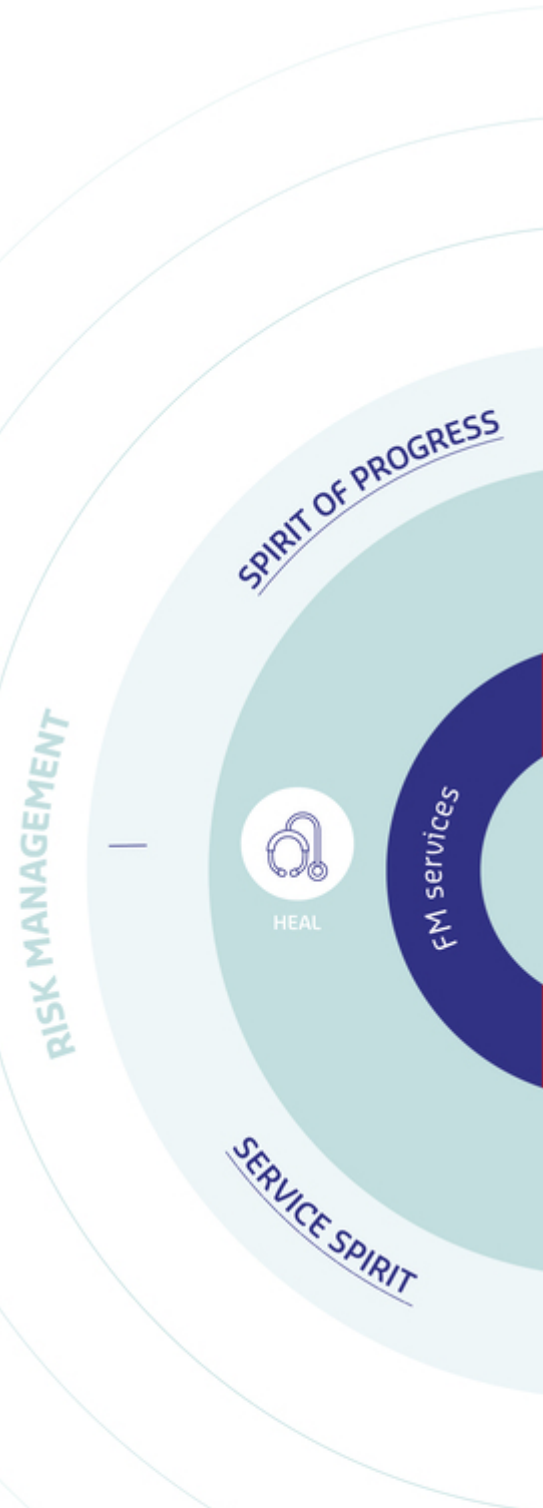 SPIRIT OF PROGRESS
RISK MANAGEMENT
FM services
HEAL
SERVICE SPIRIT